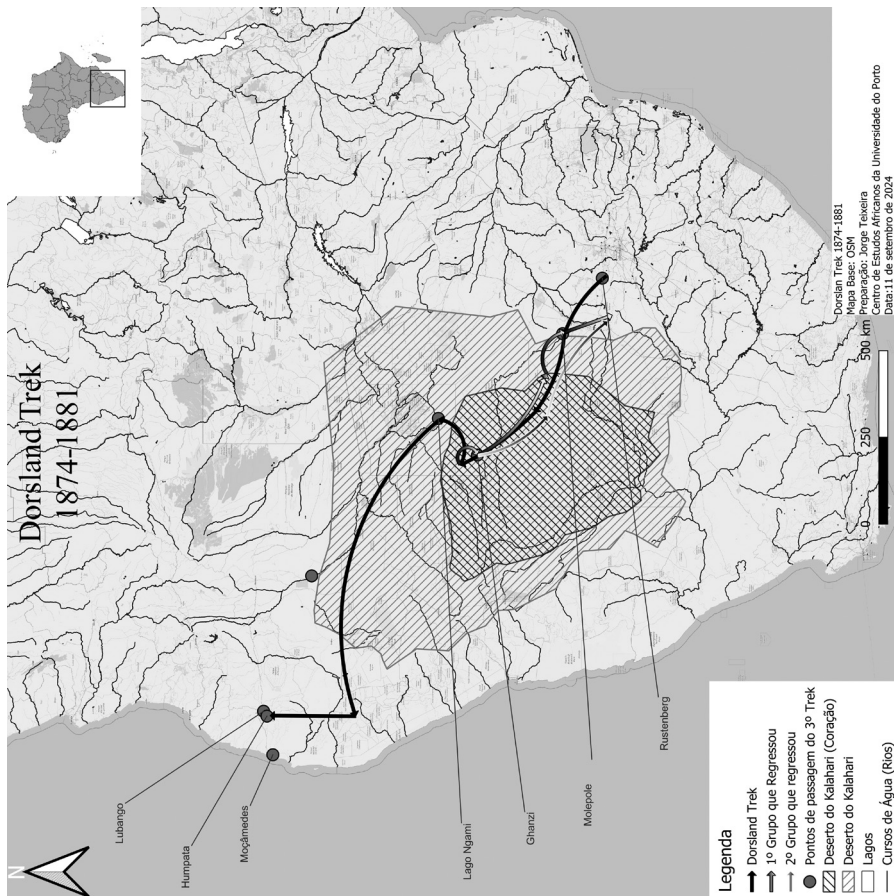 N
Dorsland Trek
1874-1881
Lubango
Humpata
Moçâmedes
Lago Ngami
Ghanzi
Molepole
Rustenberg
Legenda
Dorsland Trek
1º Grupo que Regressou
2º Grupo que regressou
Pontos de passagem do 3º Trek
Deserto do Kalahari (Coração)
Deserto do Kalahari
Lagos
Cursos de Água (Rios)
0 250 500 km
Dorslan Trek 1874-1881
Mapa Base: OSM
Preparação: Jorge Teixeira
Centro de Estudos Africanos da Universidade do Porto
Data:11 de setembro de 2024